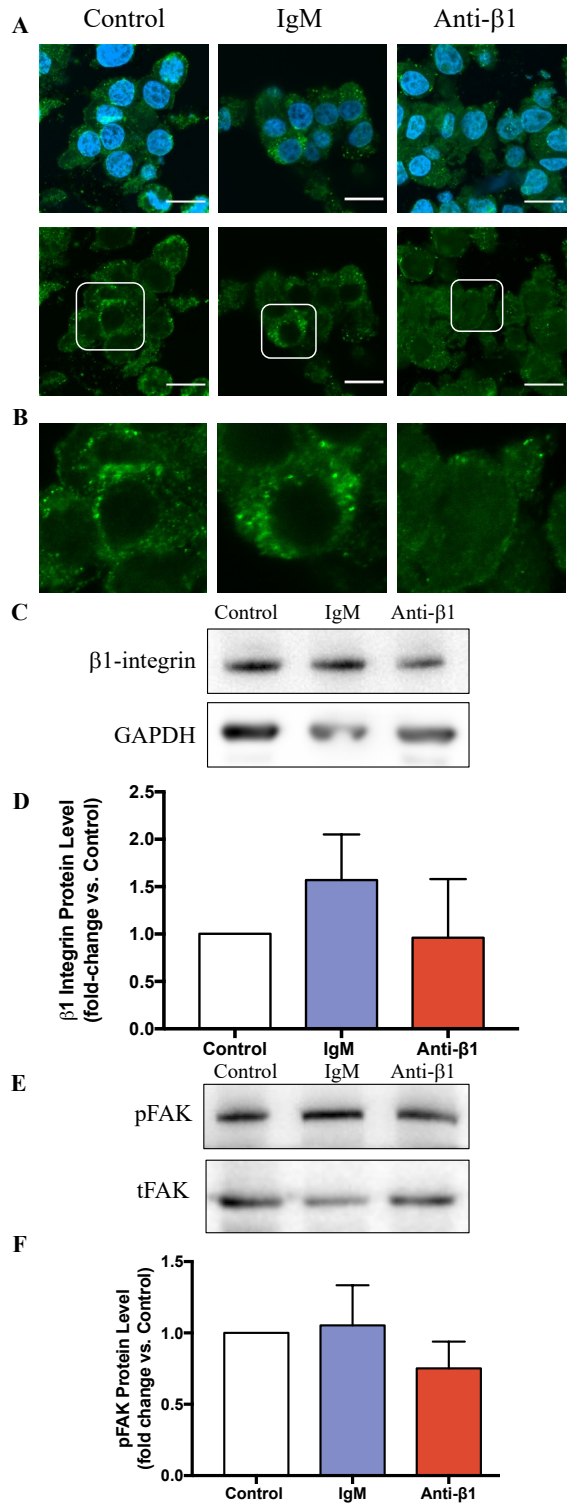 A
Control IgM Anti-β1
B
C
Control IgM Anti-β1
β1-integrin
GAPDH
D
β1 Integrin Protein Level
(fold-change vs. Control)
2.5
2.0
1.5
1.0
0.5
0.0
Control IgM Anti-β1
E
Control IgM Anti-β1
pFAK
tFAK
F
pFAK Protein Level
(fold change vs. Control)
1.5
1.0
0.5
0.0
Control IgM Anti-β1